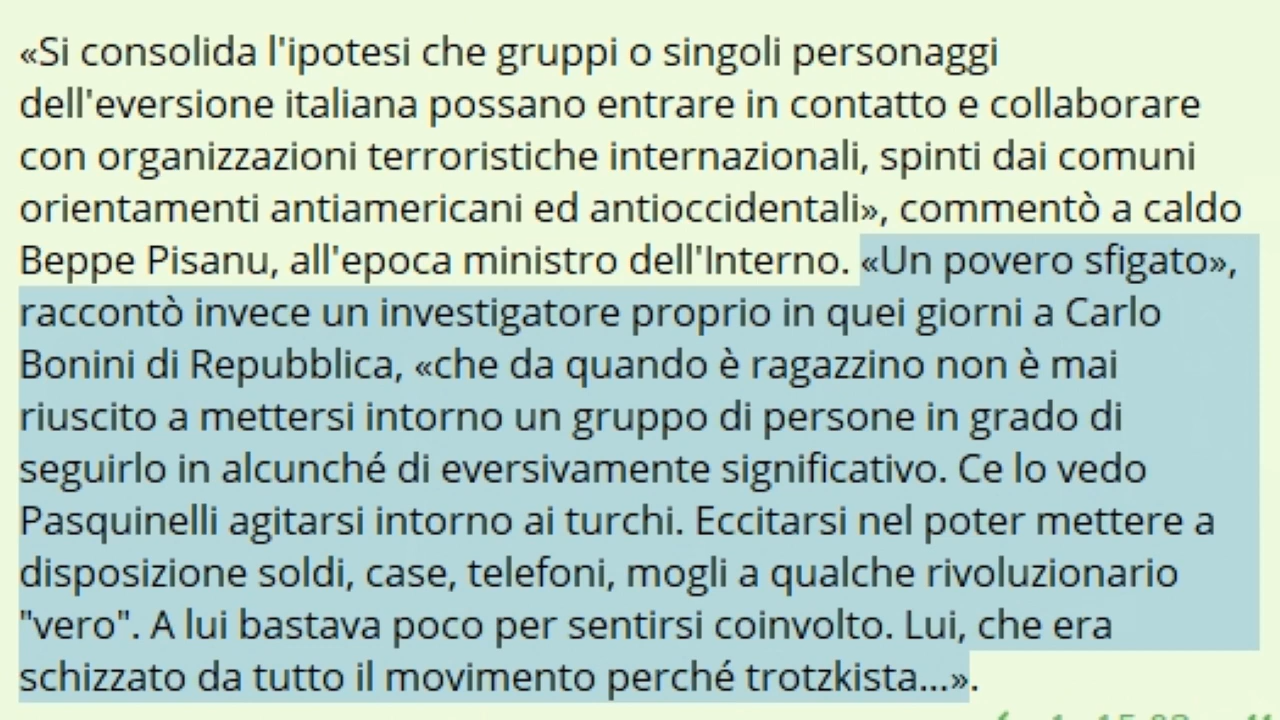 «Si consolida l'ipotesi che gruppi o singoli personaggi
dell'eversione italiana possano entrare in contatto e collaborare
con organizzazioni terroristiche internazionali, spinti dai comuni
orientamenti antiamericani ed antioccidentali», commentò a caldo
Beppe Pisanu, all'epoca ministro dell'Interno. «Un povero sfigato»,
raccontò invece un investigatore proprio in quei giorni a Carlo
Bonini di Repubblica, «che da quando è ragazzino non è mai
riuscito a mettersi intorno un gruppo di persone in grado di
seguirlo in alcunché di eversivamente significativo. Ce lo vedo
Pasquinelli agitarsi intorno ai turchi. Eccitarsi nel poter mettere a
disposizione soldi, case, telefoni, mogli a qualche rivoluzionario
"vero". A lui bastava poco per sentirsi coinvolto. Lui, che era
schizzato da tutto il movimento perché trotzkista...».